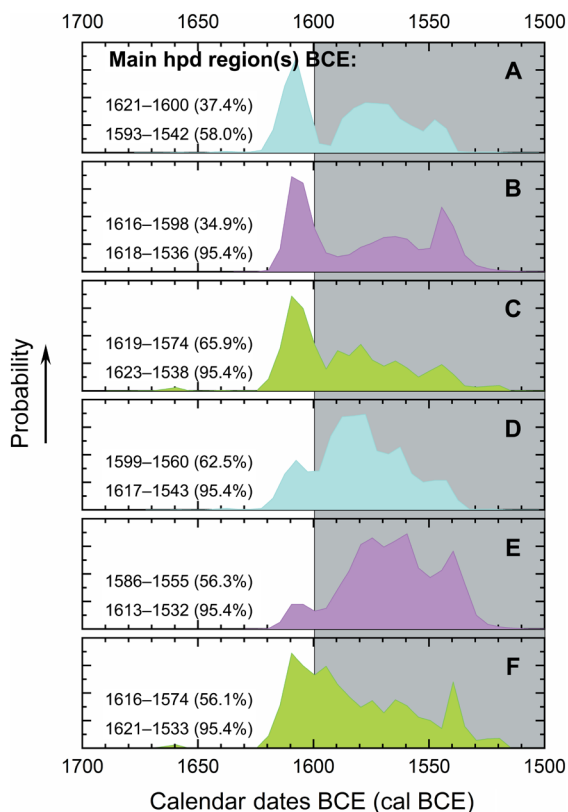 1700 1650 1600 1550 1500
Main hpd region(s) BCE:
A
1621–1600 (37.4%)
1593–1542 (58.0%)
B
1616–1598 (34.9%)
1618–1536 (95.4%)
C
1619–1574 (65.9%)
1623–1538 (95.4%)
Probability
D
1599–1560 (62.5%)
1617–1543 (95.4%)
E
1586–1555 (56.3%)
1613–1532 (95.4%)
F
1616–1574 (56.1%)
1621–1533 (95.4%)
1700 1650 1600 1550 1500
Calendar dates BCE (cal BCE)